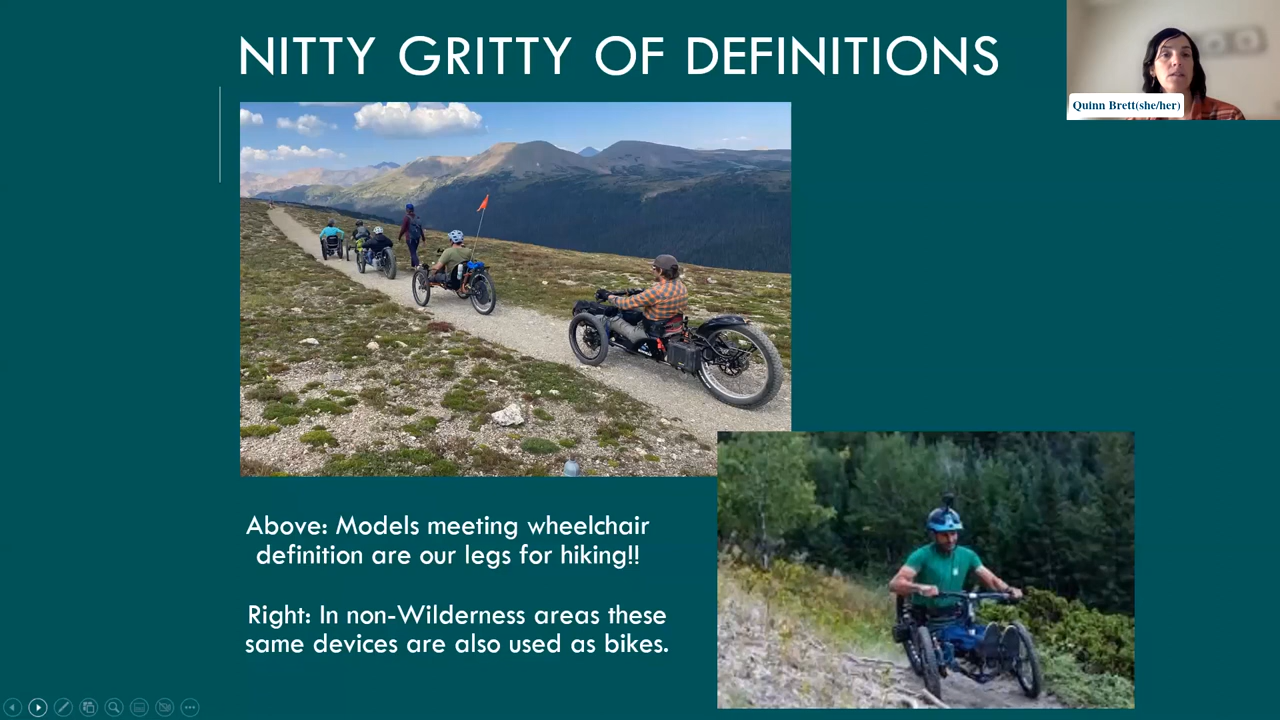 NITTY GRITTY OF DEFINITIONS
Quinn Brett(she/her)
Above: Models meeting wheelchair
definition are our legs for hiking!!
Right: In non-Wilderness areas these
same devices are also used as bikes.